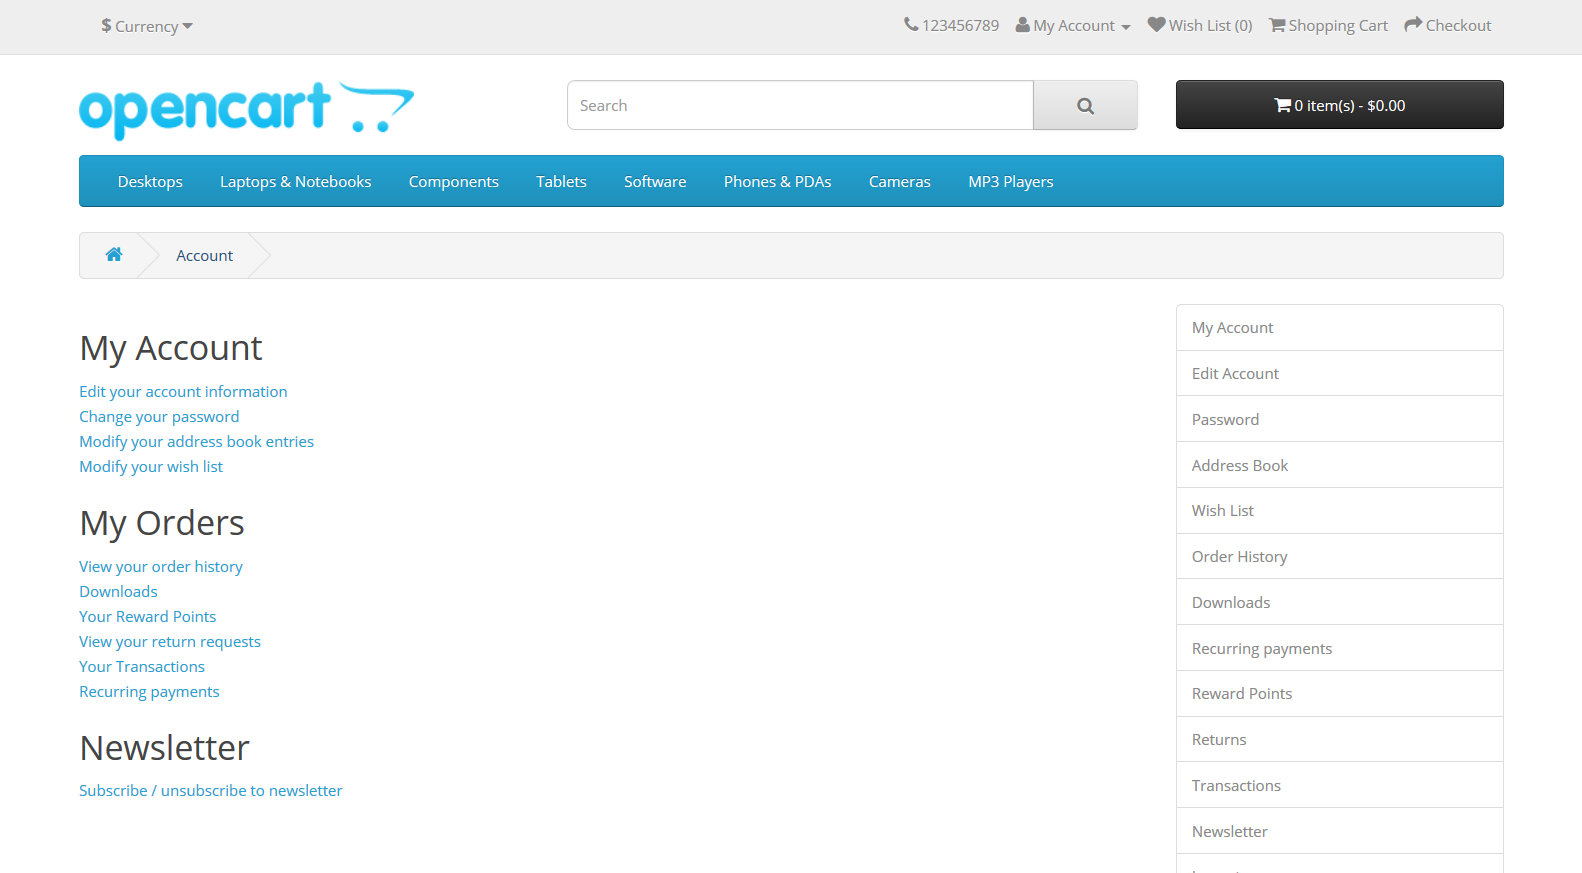 $ Currency
123456789 My Account Wish List (0) Shopping Cart Checkout
opencart
Search
0 item(s) - $0.00
Desktops Laptops & Notebooks Components Tablets Software Phones & PDAs Cameras MP3 Players
Account
My Account
Edit your account information
Change your password
Modify your address book entries
Modify your wish list
My Orders
View your order history
Downloads
Your Reward Points
View your return requests
Your Transactions
Recurring payments
Newsletter
Subscribe / unsubscribe to newsletter
My Account
Edit Account
Password
Address Book
Wish List
Order History
Downloads
Recurring payments
Reward Points
Returns
Transactions
Newsletter